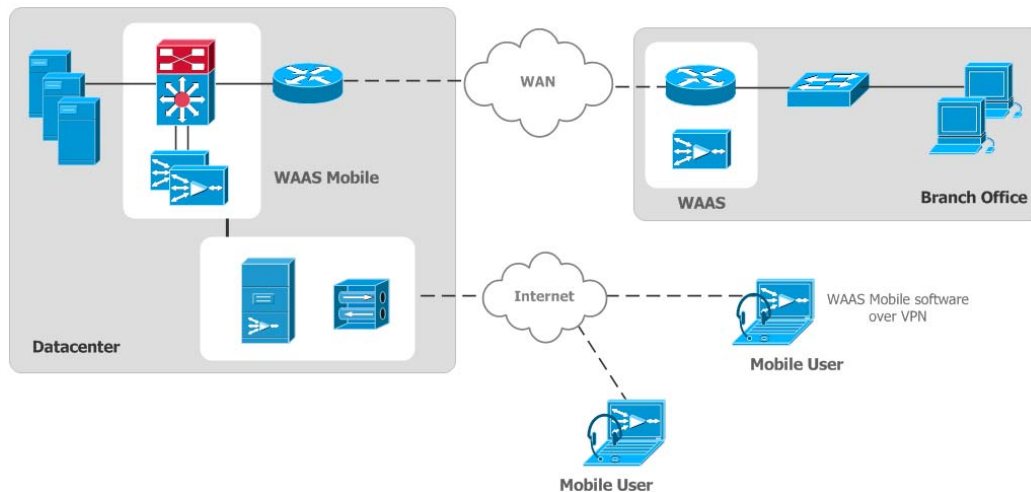 WAN
WAAS Mobile
WAAS
Branch Office
Internet
WAAS Mobile software
over VPN
Datacenter
Mobile User
Mobile User